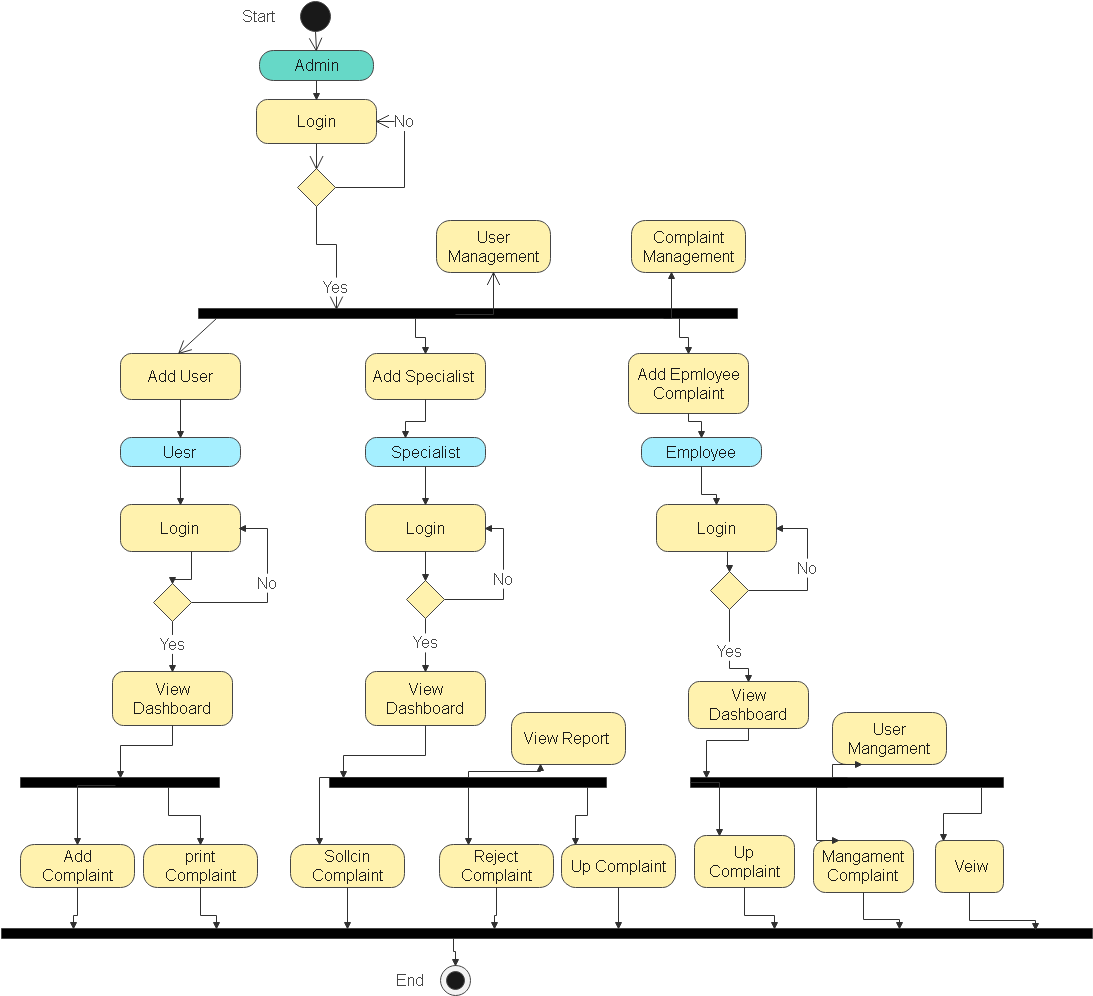 Start
Admin
Login
No
Yes
User
Management
Complaint
Management
Add User
Add Specialist
Add Epmloyee
Complaint
Uesr
Specialist
Employee
Login
Login
Login
No
No
No
Yes
Yes
Yes
View
Dashboard
View
Dashboard
View
Dashboard
View Report
User
Mangament
Add
Complaint
print
Complaint
Sollcin
Complaint
Reject
Complaint
Up Complaint
Up
Complaint
Mangament
Complaint
Veiw
End